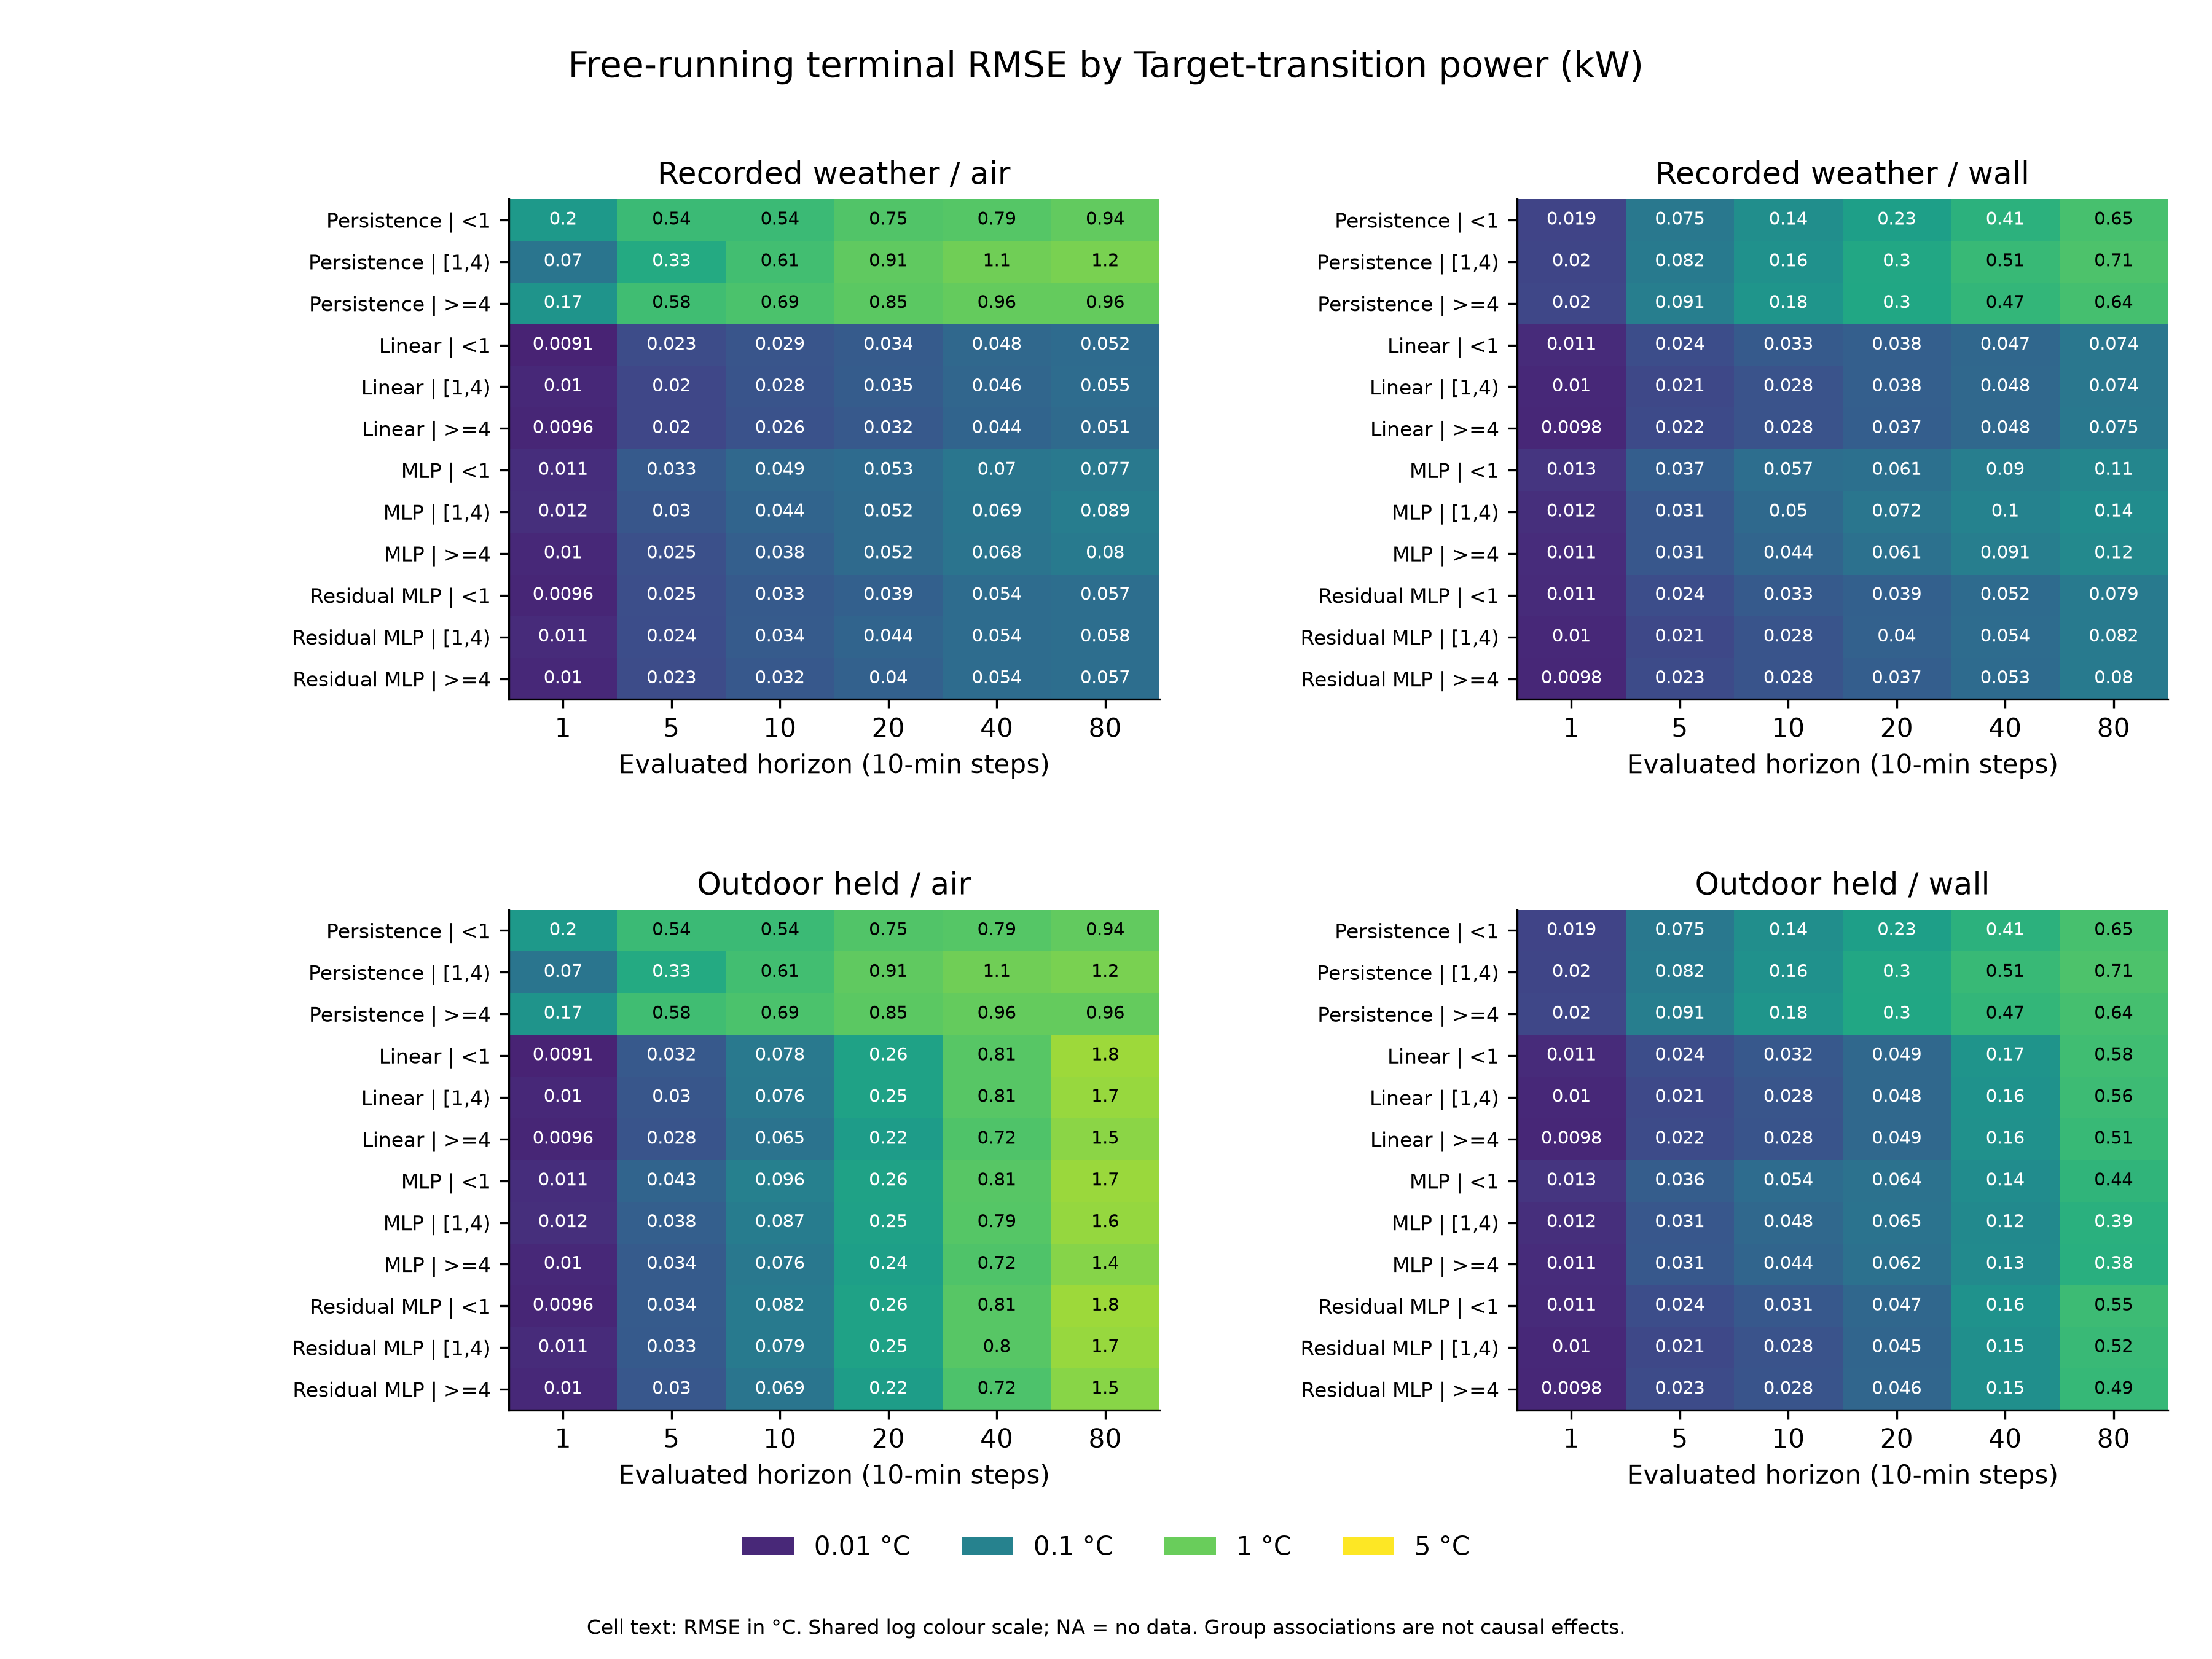 Free-running terminal RMSE by Target-transition power (kW)
Recorded weather / air
Persistence | <1 0.2 0.54 0.54 0.75 0.79 0.94
Persistence | [1,4) 0.07 0.33 0.61 0.91 1.1 1.2
Persistence | >=4 0.17 0.58 0.69 0.85 0.96 0.96
Linear | <1 0.0091 0.023 0.029 0.034 0.048 0.052
Linear | [1,4) 0.01 0.02 0.028 0.035 0.046 0.055
Linear | >=4 0.0096 0.02 0.026 0.032 0.044 0.051
MLP | <1 0.011 0.033 0.049 0.053 0.07 0.077
MLP | [1,4) 0.012 0.03 0.044 0.052 0.069 0.089
MLP | >=4 0.01 0.025 0.038 0.052 0.068 0.08
Residual MLP | <1 0.0096 0.025 0.033 0.039 0.054 0.057
Residual MLP | [1,4) 0.011 0.024 0.034 0.044 0.054 0.058
Residual MLP | >=4 0.01 0.023 0.032 0.04 0.054 0.057
1 5 10 20 40 80
Evaluated horizon (10-min steps)
Recorded weather / wall
Persistence | <1 0.019 0.075 0.14 0.23 0.41 0.65
Persistence | [1,4) 0.02 0.082 0.16 0.3 0.51 0.71
Persistence | >=4 0.02 0.091 0.18 0.3 0.47 0.64
Linear | <1 0.011 0.024 0.033 0.038 0.047 0.074
Linear | [1,4) 0.01 0.021 0.028 0.038 0.048 0.074
Linear | >=4 0.0098 0.022 0.028 0.037 0.048 0.075
MLP | <1 0.013 0.037 0.057 0.061 0.09 0.11
MLP | [1,4) 0.012 0.031 0.05 0.072 0.1 0.14
MLP | >=4 0.011 0.031 0.044 0.061 0.091 0.12
Residual MLP | <1 0.011 0.024 0.033 0.039 0.052 0.079
Residual MLP | [1,4) 0.01 0.021 0.028 0.04 0.054 0.082
Residual MLP | >=4 0.0098 0.023 0.028 0.037 0.053 0.08
1 5 10 20 40 80
Evaluated horizon (10-min steps)
Outdoor held / air
Persistence | <1 0.2 0.54 0.54 0.75 0.79 0.94
Persistence | [1,4) 0.07 0.33 0.61 0.91 1.1 1.2
Persistence | >=4 0.17 0.58 0.69 0.85 0.96 0.96
Linear | <1 0.0091 0.032 0.078 0.26 0.81 1.8
Linear | [1,4) 0.01 0.03 0.076 0.25 0.81 1.7
Linear | >=4 0.0096 0.028 0.065 0.22 0.72 1.5
MLP | <1 0.011 0.043 0.096 0.26 0.81 1.7
MLP | [1,4) 0.012 0.038 0.087 0.25 0.79 1.6
MLP | >=4 0.01 0.034 0.076 0.24 0.72 1.4
Residual MLP | <1 0.0096 0.034 0.082 0.26 0.81 1.8
Residual MLP | [1,4) 0.011 0.033 0.079 0.25 0.8 1.7
Residual MLP | >=4 0.01 0.03 0.069 0.22 0.72 1.5
1 5 10 20 40 80
Evaluated horizon (10-min steps)
Outdoor held / wall
Persistence | <1 0.019 0.075 0.14 0.23 0.41 0.65
Persistence | [1,4) 0.02 0.082 0.16 0.3 0.51 0.71
Persistence | >=4 0.02 0.091 0.18 0.3 0.47 0.64
Linear | <1 0.011 0.024 0.032 0.049 0.17 0.58
Linear | [1,4) 0.01 0.021 0.028 0.048 0.16 0.56
Linear | >=4 0.0098 0.022 0.028 0.049 0.16 0.51
MLP | <1 0.013 0.036 0.054 0.064 0.14 0.44
MLP | [1,4) 0.012 0.031 0.048 0.065 0.12 0.39
MLP | >=4 0.011 0.031 0.044 0.062 0.13 0.38
Residual MLP | <1 0.011 0.024 0.031 0.047 0.16 0.55
Residual MLP | [1,4) 0.01 0.021 0.028 0.045 0.15 0.52
Residual MLP | >=4 0.0098 0.023 0.028 0.046 0.15 0.49
1 5 10 20 40 80
Evaluated horizon (10-min steps)
0.01 °C 0.1 °C 1 °C 5 °C
Cell text: RMSE in °C. Shared log colour scale; NA = no data. Group associations are not causal effects.